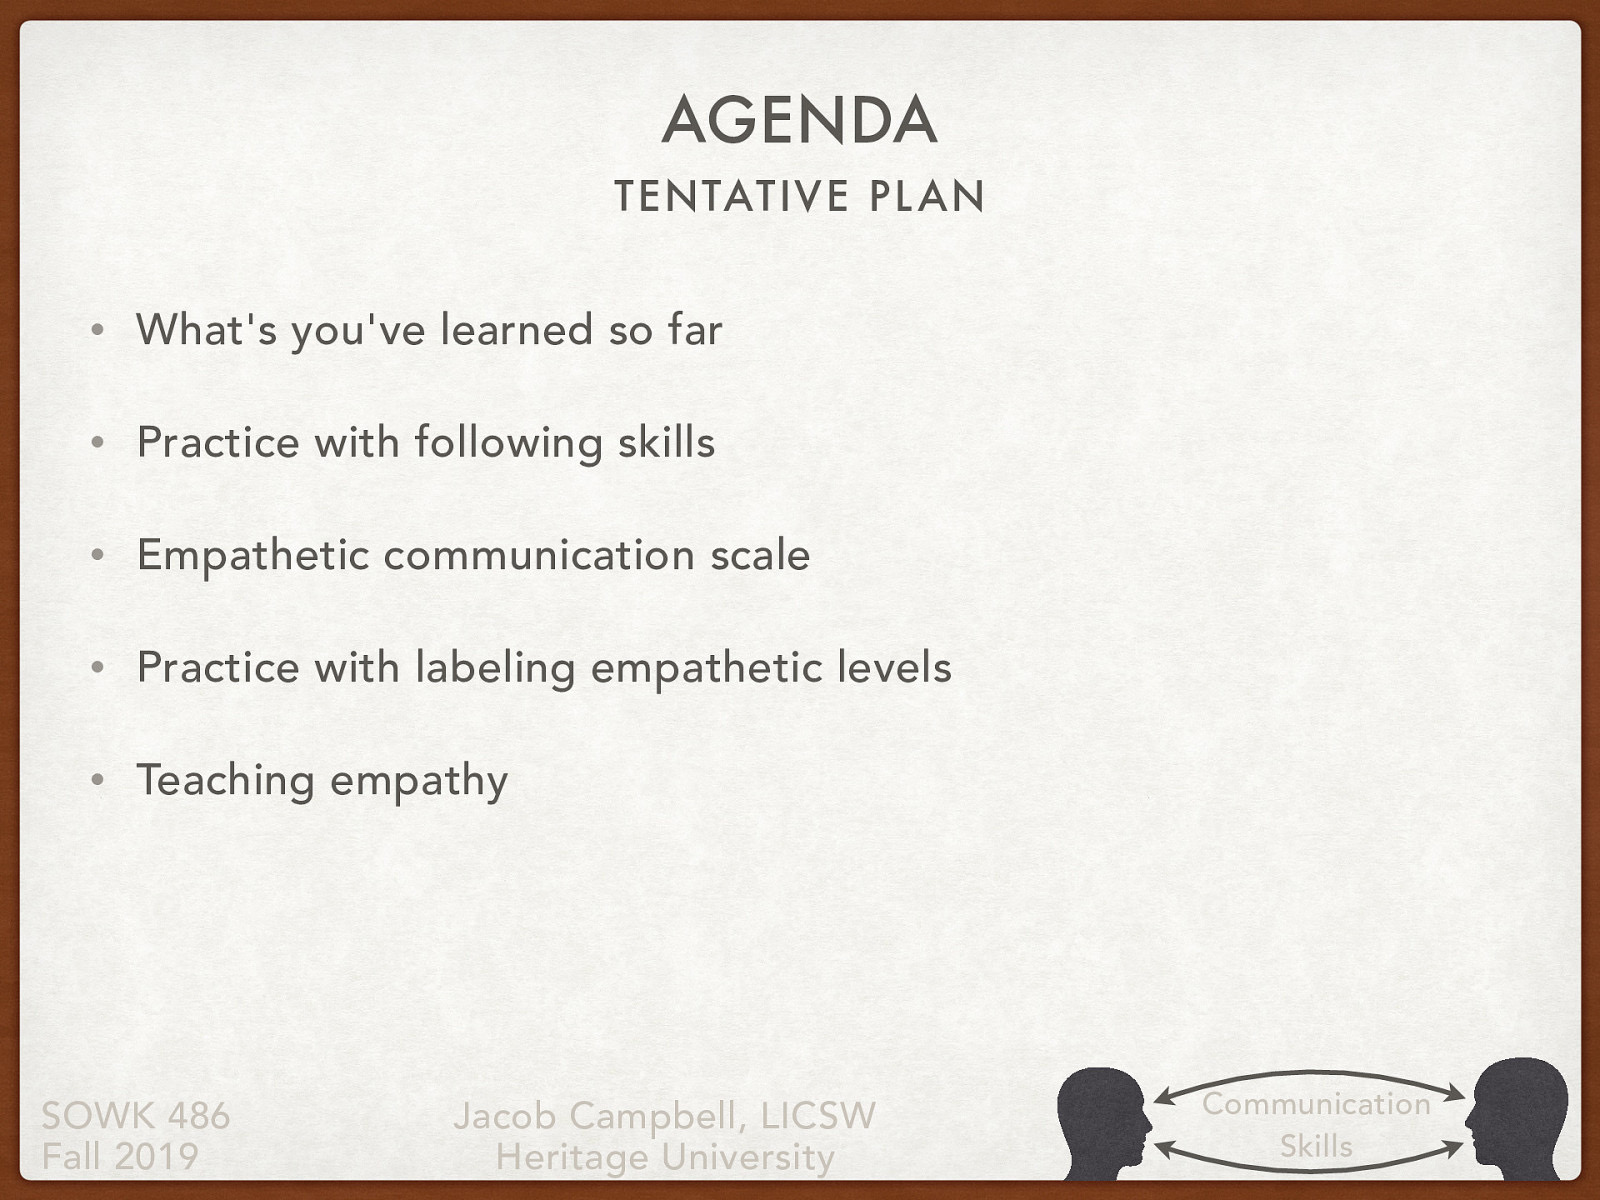 AGENDA
TENTATIVE PLAN
• What's you've learned so far
• Practice with following skills
• Empathetic communication scale
• Practice with labeling empathetic levels
• Teaching empathy
SOWK 486
Fall 2019
Jacob Campbell, LICSW
Heritage University
Communication
Skills